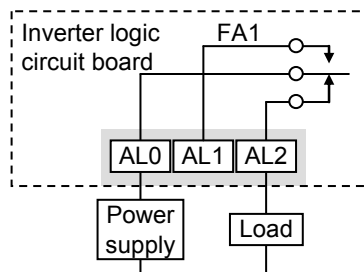 Inverter logic
circuit board
FA1
AL0 AL1 AL2
Power
supply
Load